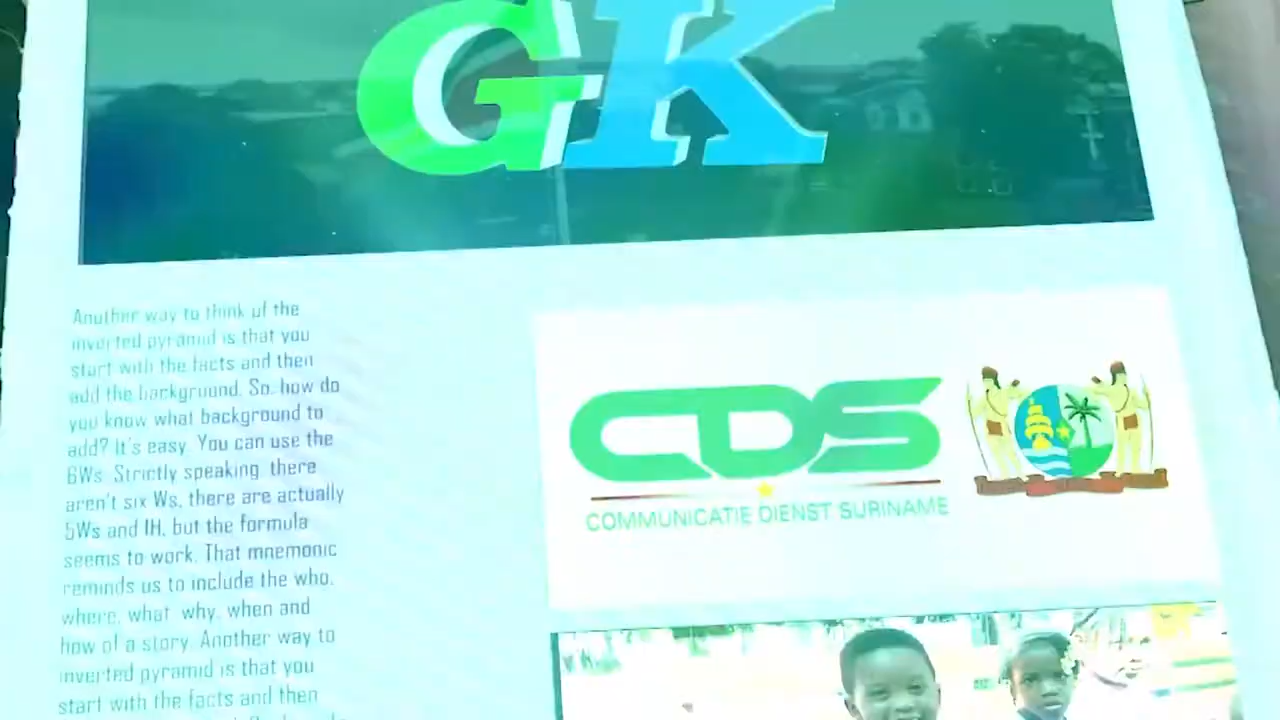 GK
Another way to think of the
inverted pyramid is that you
start with the facts and then
add the background. So, how do
you know what background to
add? It's easy. You can use the
6Ws. Strictly speaking, there
aren't six Ws, there are actually
5Ws and IH, but the formula
seems to work. That mnemonic
reminds us to include the who,
where, what, why, when and
how of a story. Another way to
inverted pyramid is that you
start with the facts and then
CDS
COMMUNICATIE DIENST SURINAME